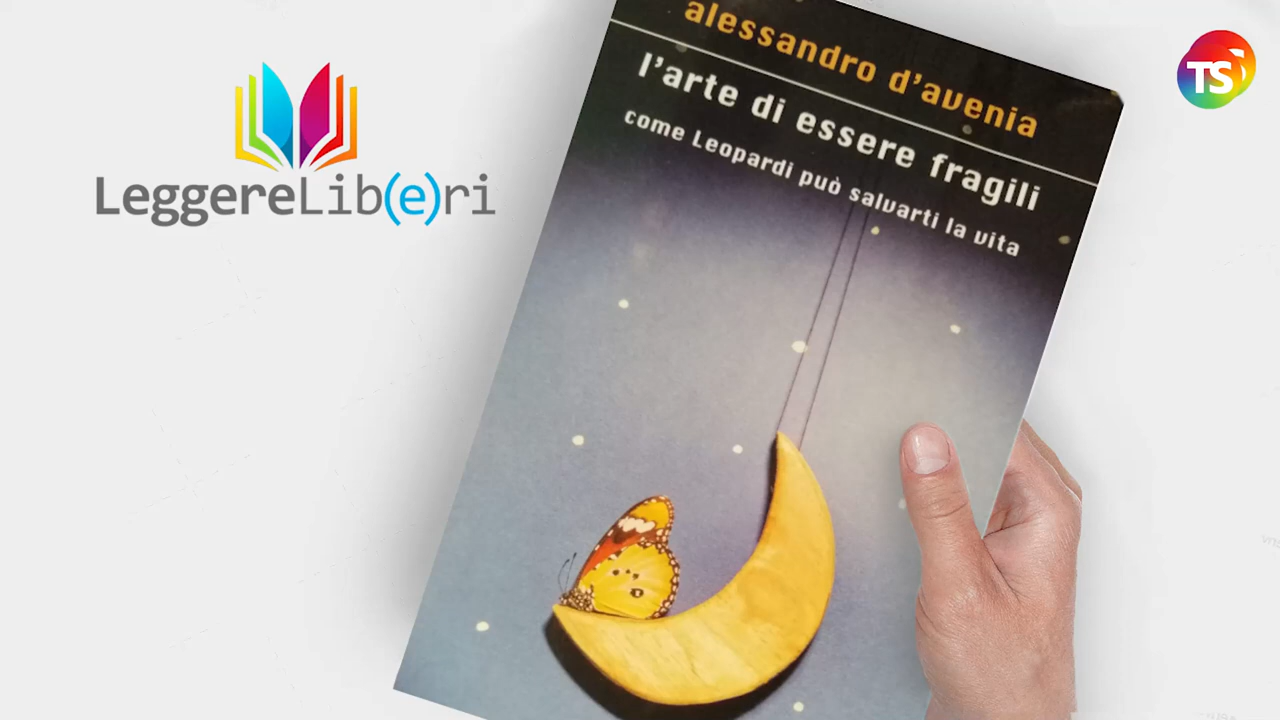 LeggereLib(e)ri
TS
alessandro d'avenia
l'arte di essere fragili
come Leopardi può salvarti la vita